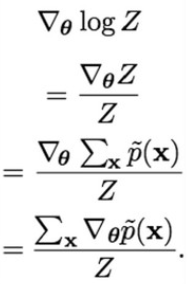 ∇_θ log Z
= ∇_θ Z / Z
= ∇_θ ∑_x p̃(x) / Z
= ∑_x ∇_θ p̃(x) / Z.